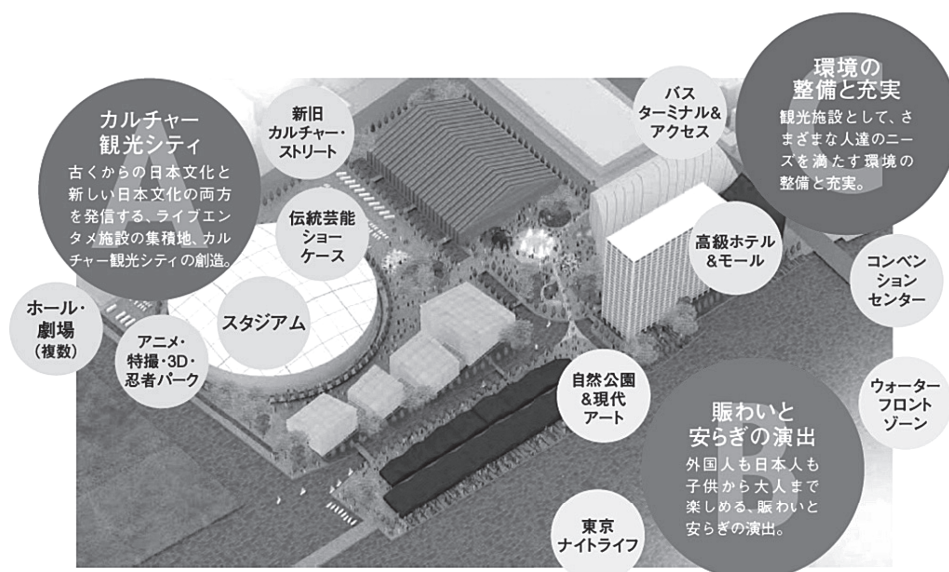 A
カルチャー
観光シティ
古くからの日本文化と
新しい日本文化の両方
を発信する、ライブエン
タメ施設の集積地、カル
チャー観光シティの創造。
新旧
カルチャー・
ストリート
伝統芸能
ショー
ケース
スタジアム
ホール・
劇場
(複数)
アニメ・
特撮・3D・
忍者パーク
バス
ターミナル&
アクセス
C
環境の
整備と充実
観光施設として、さ
まざまな人達のニー
ズを満たす環境の
整備と充実。
高級ホテル
&モール
コンベン
ション
センター
自然公園
&現代
アート
B
賑わいと
安らぎの演出
外国人も日本人も
子供から大人まで
楽しめる、賑わいと
安らぎの演出。
ウォーター
フロント
ゾーン
東京
ナイトライフ